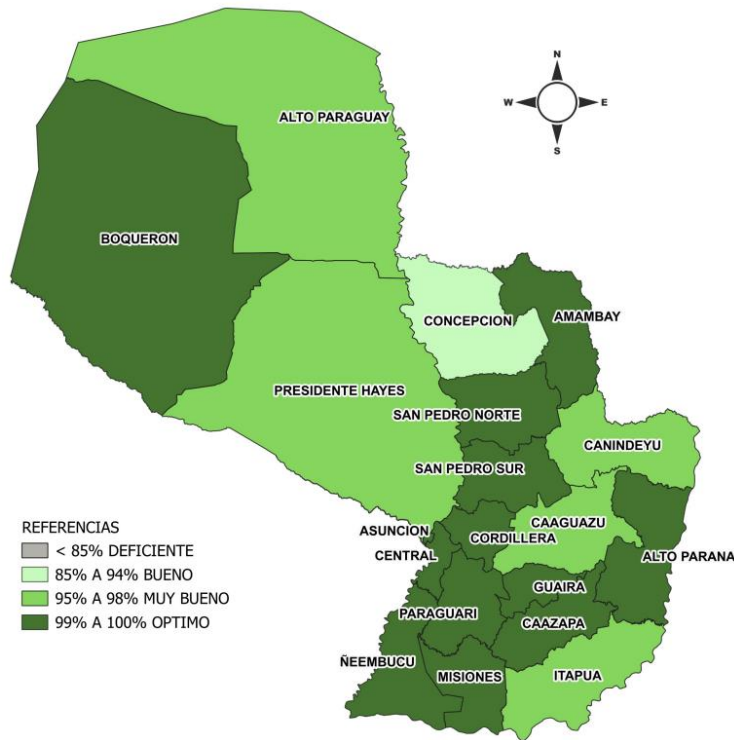 N
W
E
S
ALTO PARAGUAY
BOQUERON
CONCEPCION
AMAMBAY
PRESIDENTE HAYES
SAN PEDRO NORTE
CANINDEYU
SAN PEDRO SUR
REFERENCIAS
< 85% DEFICIENTE
85% A 94% BUENO
95% A 98% MUY BUENO
99% A 100% OPTIMO
ASUNCION
CAAGUAZU
CORDILLERA
CENTRAL
ALTO PARANA
GUAIRA
PARAGUARI
CAAZAPA
ÑEEMBUCU
MISIONES
ITAPUA